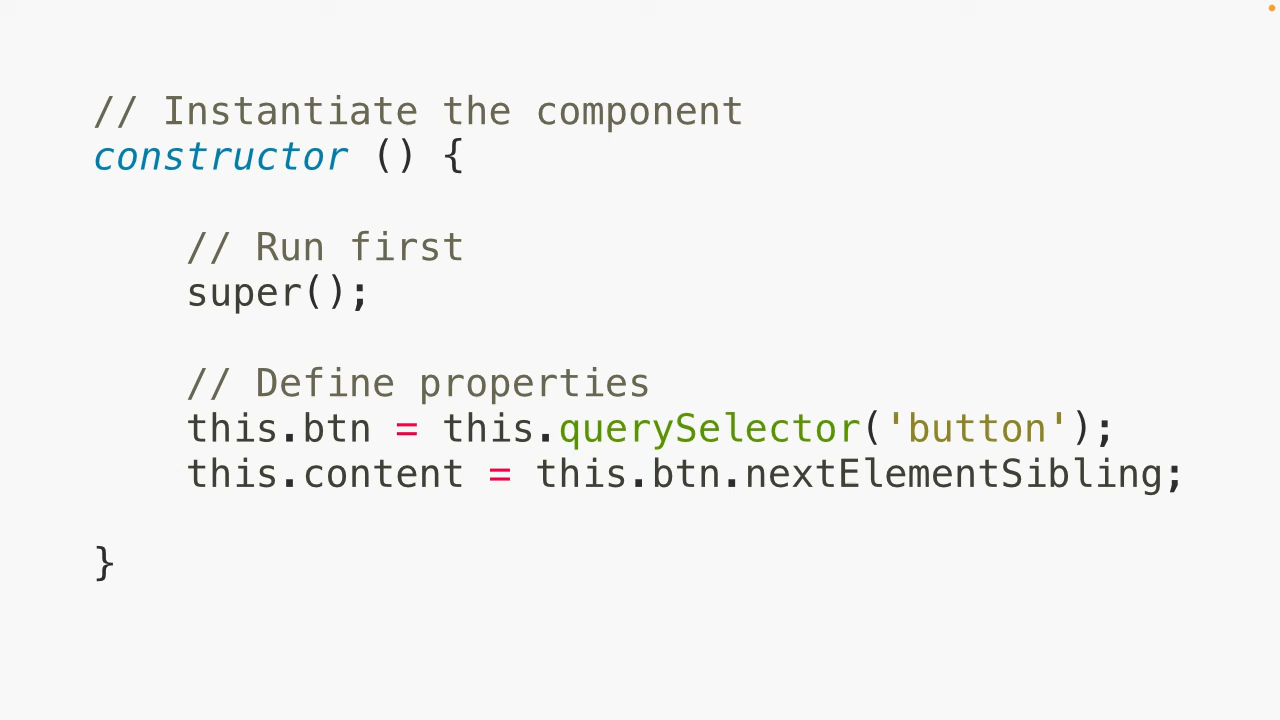 // Instantiate the component
constructor () {
// Run first
super();
// Define properties
this.btn = this.querySelector('button');
this.content = this.btn.nextElementSibling;
}